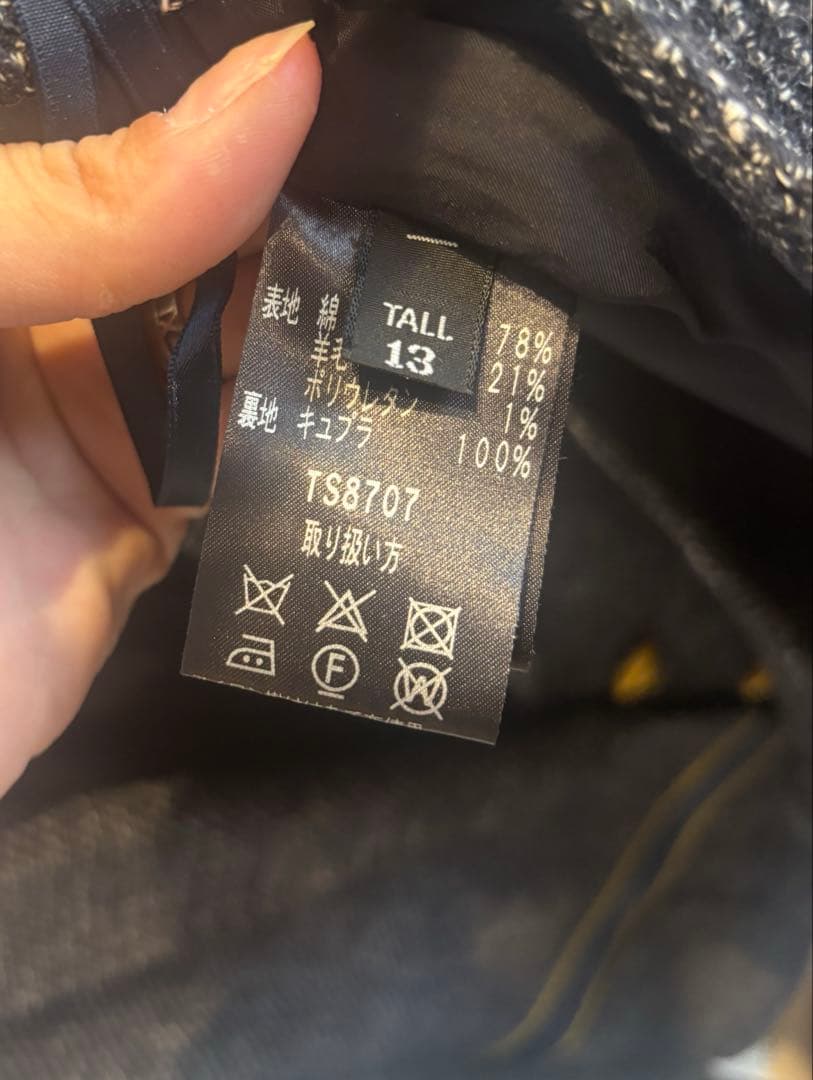 TALL
13
表地 綿 78%
羊毛 21%
ポリウレタン 1%
裏地 キュプラ 100%
TS8707
取り扱い方
F
W